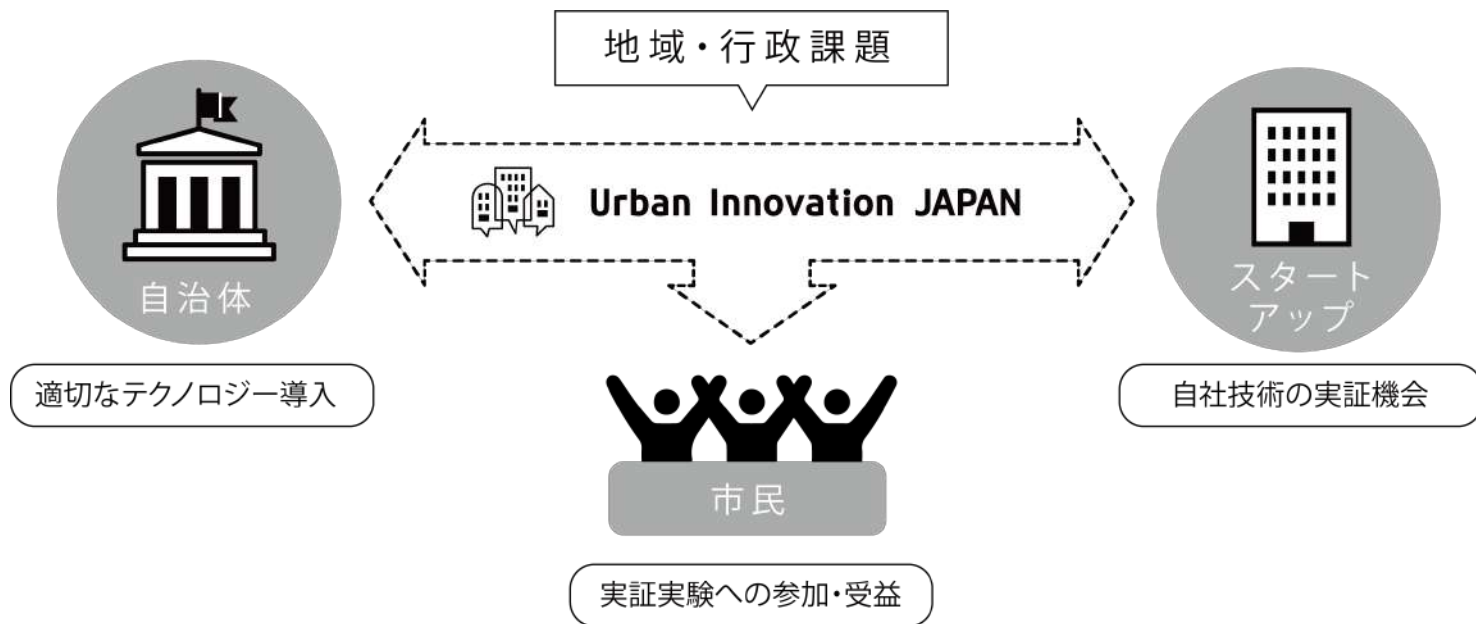 地域・行政課題
Urban Innovation JAPAN
自治体
スタート
アップ
適切なテクノロジー導入
自社技術の実証機会
市民
実証実験への参加・受益